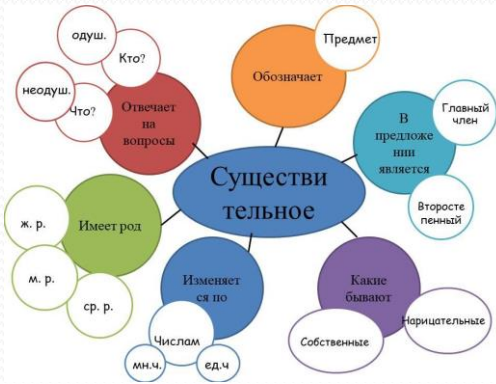 Существи
тельное
Обозначает
Предмет
В
предложе
нии
является
Главный
член
Второсте
пенный
Какие
бывают
Нарицательные
Собственные
Изменяет
ся по
Числам
ед.ч
мн.ч.
Имеет род
ж. р.
м. р.
ср. р.
Отвечает
на
вопросы
Кто?
одуш.
Что?
неодуш.